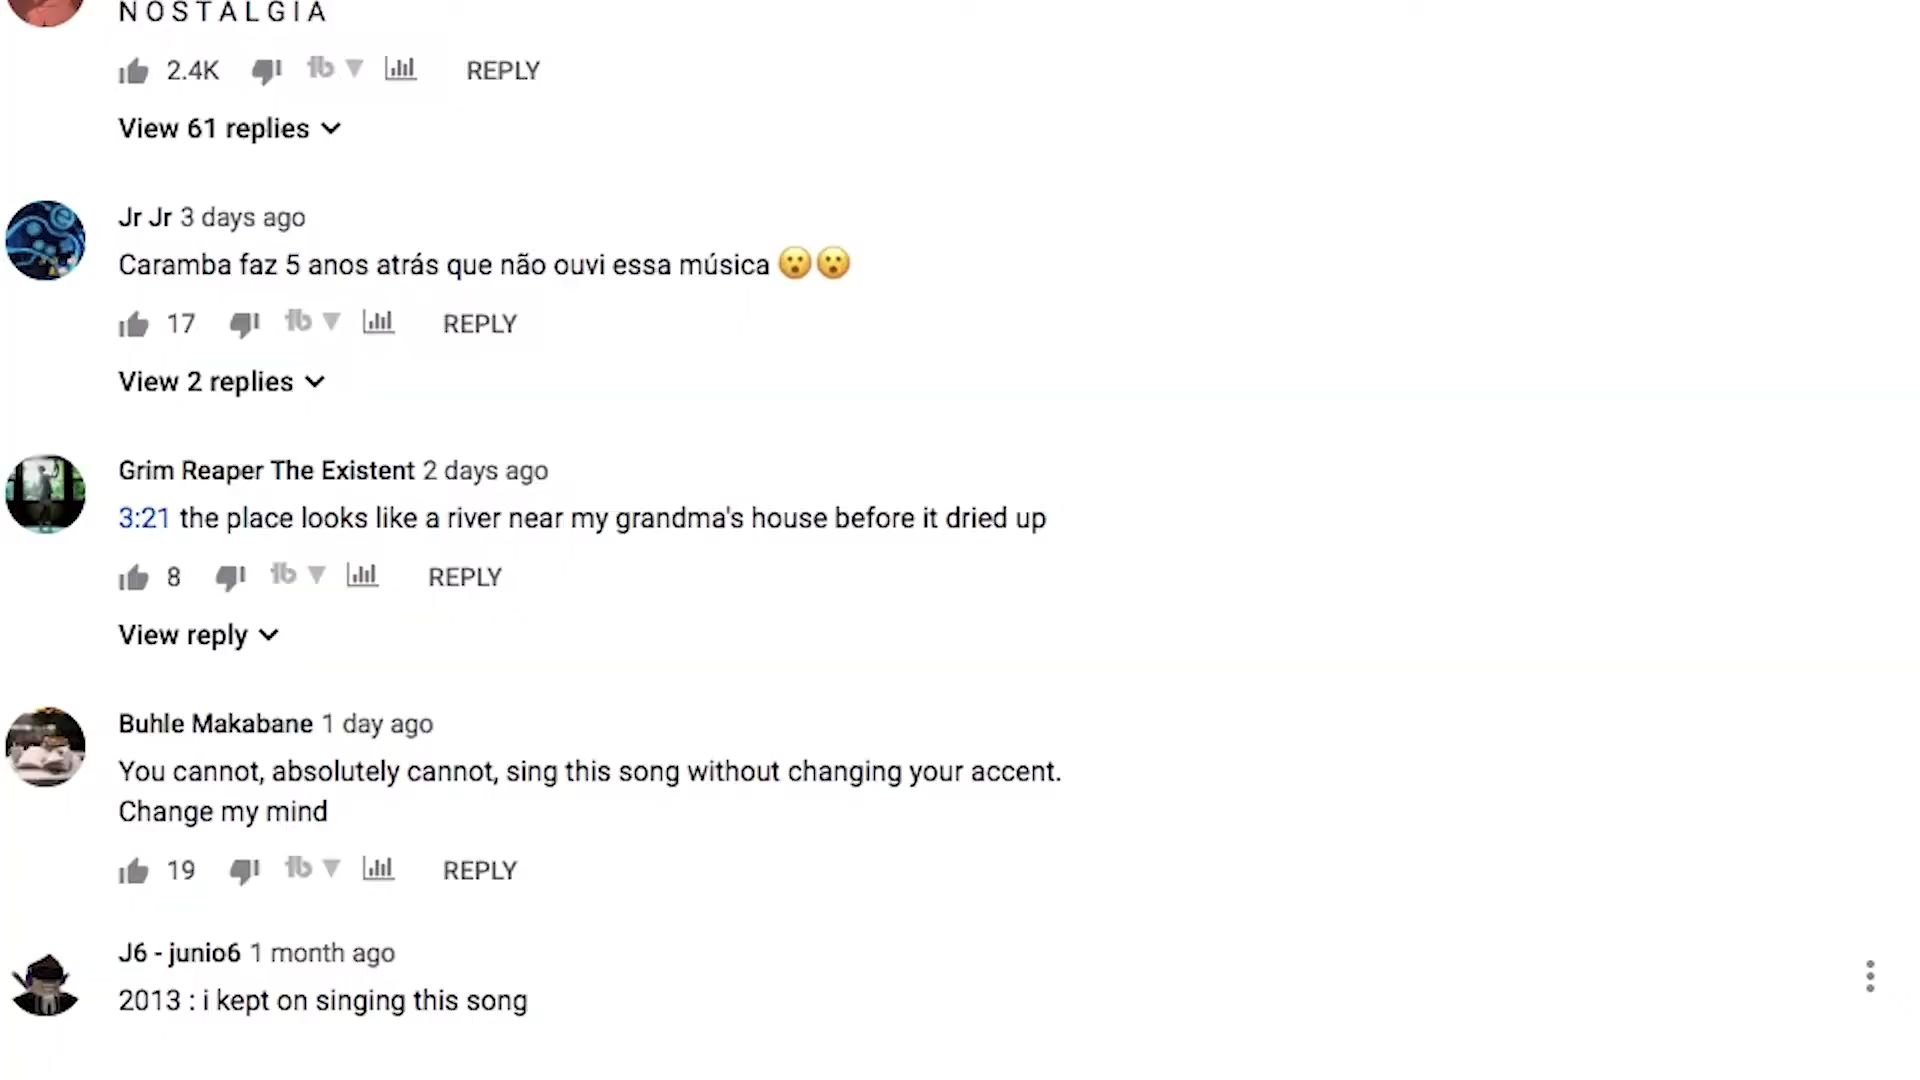 N O S T A L G I A
2.4K REPLY
View 61 replies
Jr Jr 3 days ago
Caramba faz 5 anos atrás que não ouvi essa música 😮😮
17 REPLY
View 2 replies
Grim Reaper The Existent 2 days ago
3:21 the place looks like a river near my grandma's house before it dried up
8 REPLY
View reply
Buhle Makabane 1 day ago
You cannot, absolutely cannot, sing this song without changing your accent.
Change my mind
19 REPLY
J6 - junio6 1 month ago
2013 : i kept on singing this song